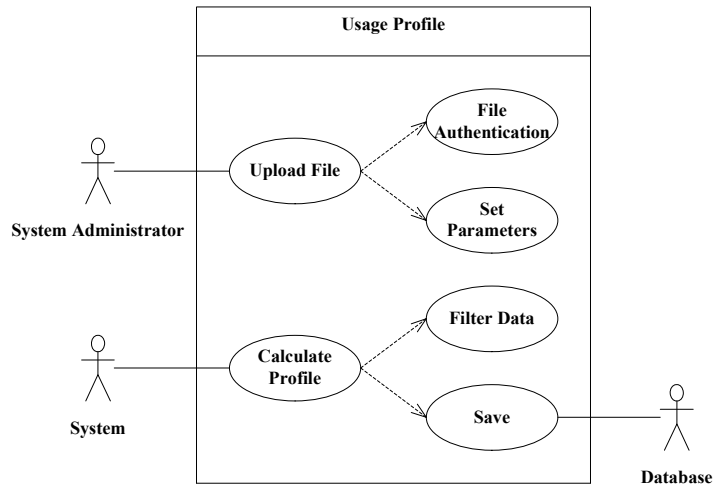 Usage Profile
File
Authentication
Upload File
System Administrator
Set
Parameters
Filter Data
Calculate
Profile
System
Save
Database